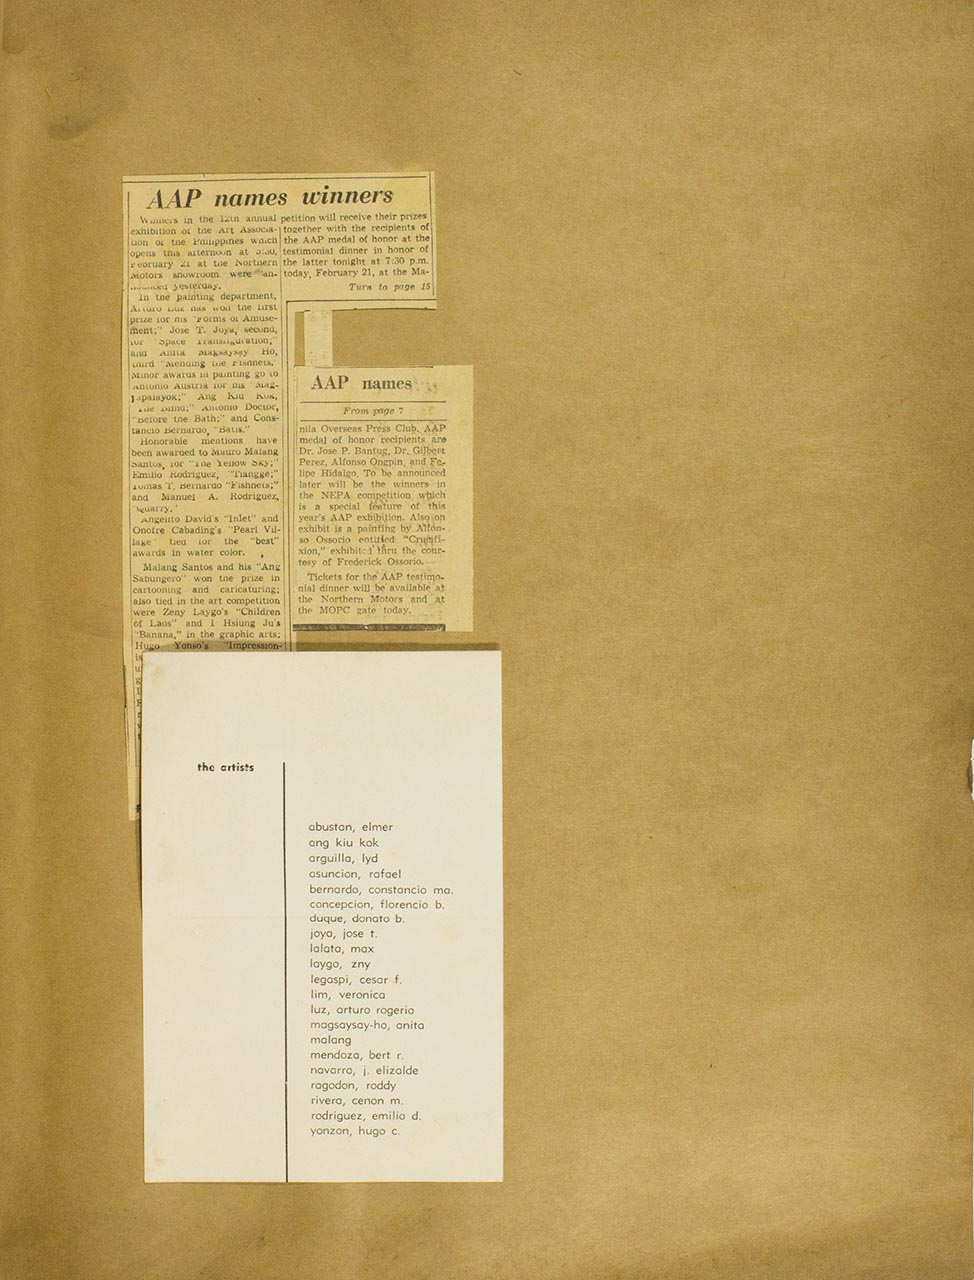 AAP names winners
Winners in the 12th annual
exhibition of the Art Associa-
tion of the Philippines which
opens this afternoon at 5:30,
February 21 at the Northern
Motors showroom were an-
nounced yesterday.
In the painting department,
Arturo Luz has won the first
prize for his "Forms of Amuse-
ment;" Jose T. Joya, second,
for "Space Transfiguration;"
and Anita Magsaysay Ho,
third "Mending the Fishnets."
Minor awards in painting go to
Antonio Austria for his "Mag-
papalayok;" Ang Kiu Kok,
"The Blind;" Antonio Doctor,
"Before the Bath;" and Cons-
tancio Bernardo, "Batis."
Honorable mentions have
been awarded to Mauro Malang
Santos, for "The Yellow Sky;"
Emilio Rodriguez, "Tiangge;"
Tomas T. Bernardo "Fishnets;"
and Manuel A. Rodriguez,
"Quarry."
Angelito David's "Inlet" and
Onofre Cabading's "Pearl Vil-
lage" tied for the "best"
awards in water color.
Malang Santos and his "Ang
Sabungero" won the prize in
cartooning and caricaturing;
also tied in the art competition
were Zeny Laygo's "Children
of Laos" and I Hsiung Ju's
"Banana," in the graphic arts;
Hugo Yonso's "Impression-
petition will receive their prizes
together with the recipients of
the AAP medal of honor at the
testimonial dinner in honor of
the latter tonight at 7:30 p.m.
today, February 21, at the Ma-
Turn to page 15
AAP names
From page 7
nila Overseas Press Club. AAP
medal of honor recipients are
Dr. Jose P. Bantug, Dr. Gilbert
Perez, Alfonso Ongpin, and Fe-
lipe Hidalgo. To be announced
later will be the winners in
the NEPA competition which
is a special feature of this
year's AAP exhibition. Also on
exhibit is a painting by Alfon-
so Ossorio entitled "Crucifi-
xion," exhibited thru the cour-
tesy of Frederick Ossorio.
Tickets for the AAP testimo-
nial dinner will be available at
the Northern Motors and at
the MOPC gate today.
the artists
abustan, elmer
ang kiu kok
arguilla, lyd
asuncion, rafael
bernardo, constancio ma.
concepcion, florencio b.
duque, donato b.
joya, jose t.
lalata, max
laygo, zny
legaspi, cesar f.
lim, veronica
luz, arturo rogerio
magsaysay-ho, anita
malang
mendoza, bert r.
navarro, j. elizalde
ragodon, roddy
rivera, cenon m.
rodriguez, emilio d.
yonzon, hugo c.